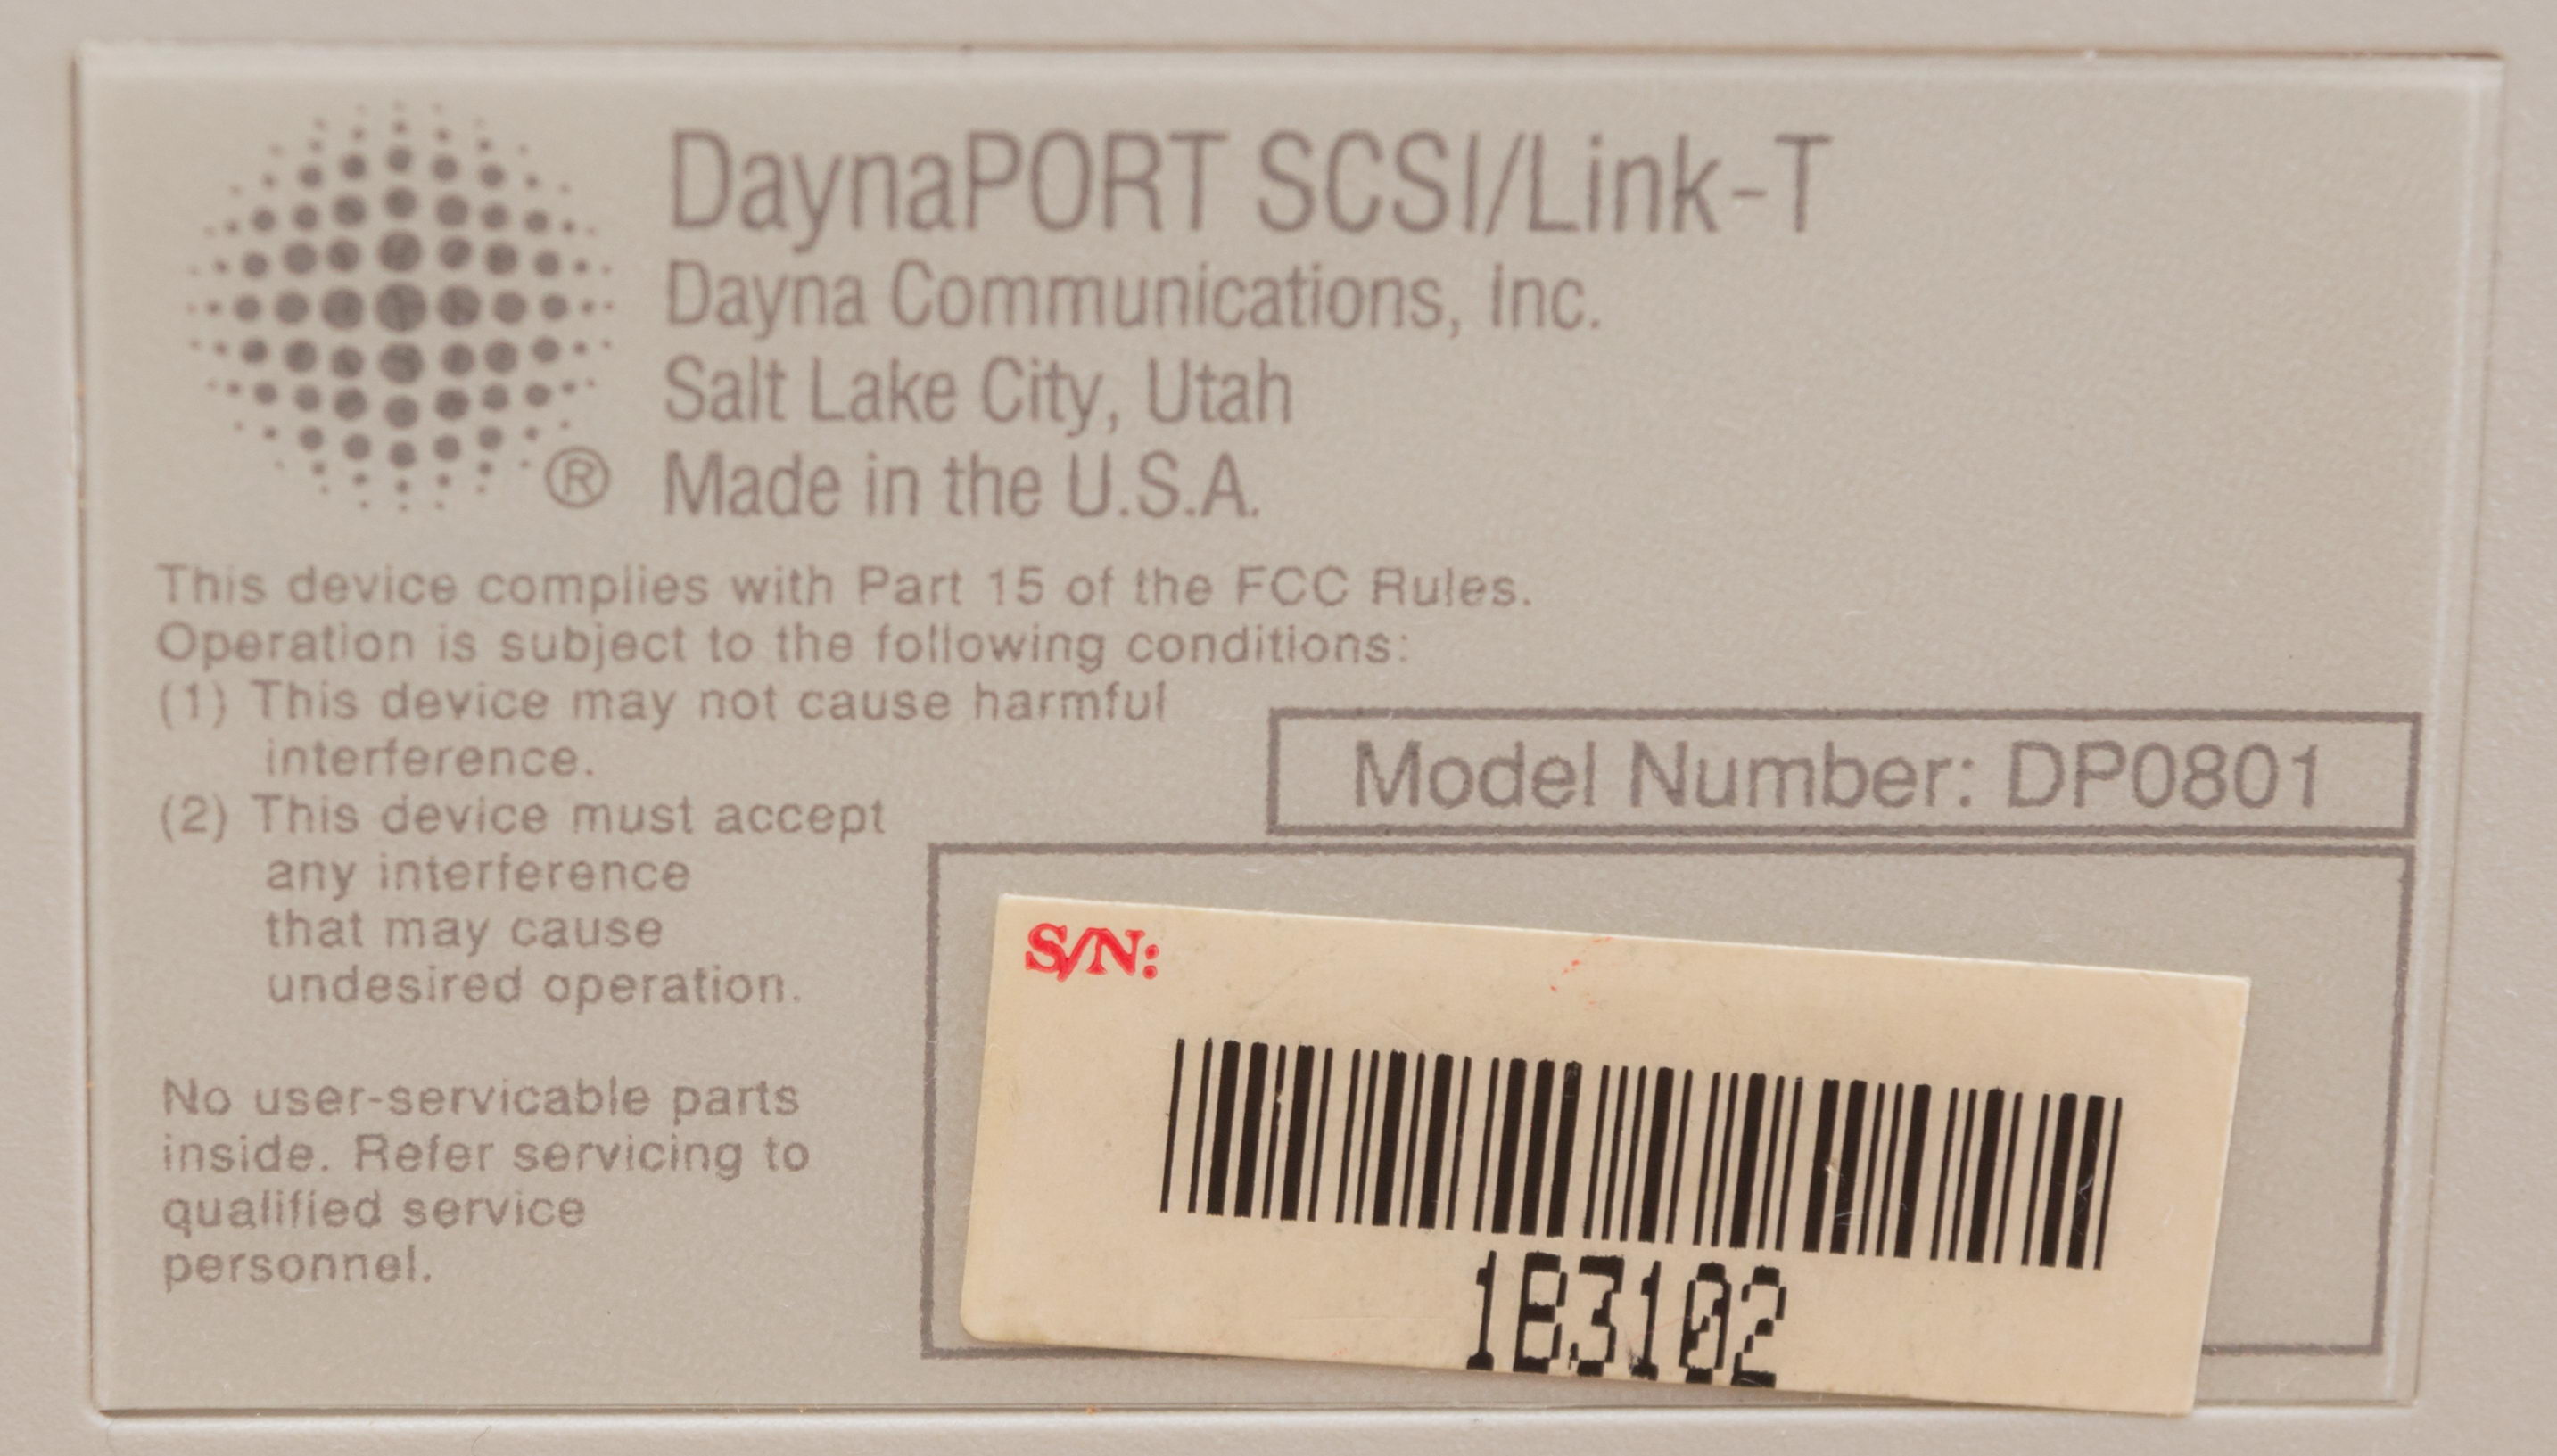 DaynaPORT SCSI/Link-T
Dayna Communications, Inc.
Salt Lake City, Utah
® Made in the U.S.A.
This device complies with Part 15 of the FCC Rules.
Operation is subject to the following conditions:
(1) This device may not cause harmful
interference.
(2) This device must accept
any interference
that may cause
undesired operation.
No user-servicable parts
inside. Refer servicing to
qualified service
personnel.
Model Number: DP0801
S/N:
1B3102